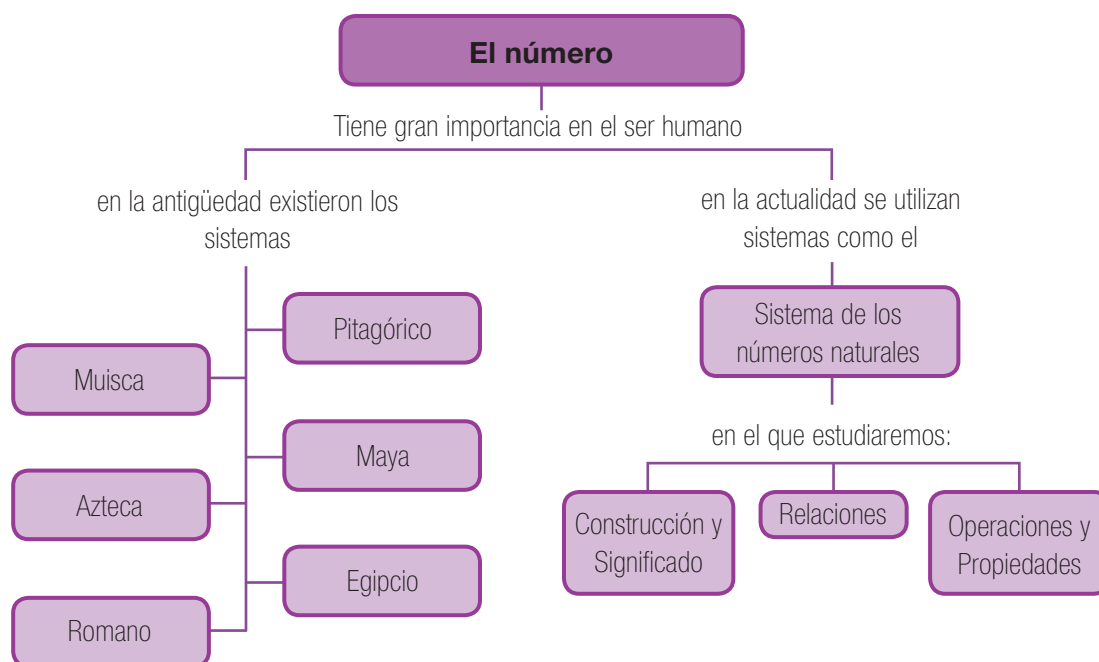 El número
Tiene gran importancia en el ser humano
en la antigüedad existieron los
sistemas
Pitagórico
Muisca
Maya
Azteca
Egipcio
Romano
en la actualidad se utilizan
sistemas como el
Sistema de los
números naturales
en el que estudiaremos:
Construcción y
Significado
Relaciones
Operaciones y
Propiedades